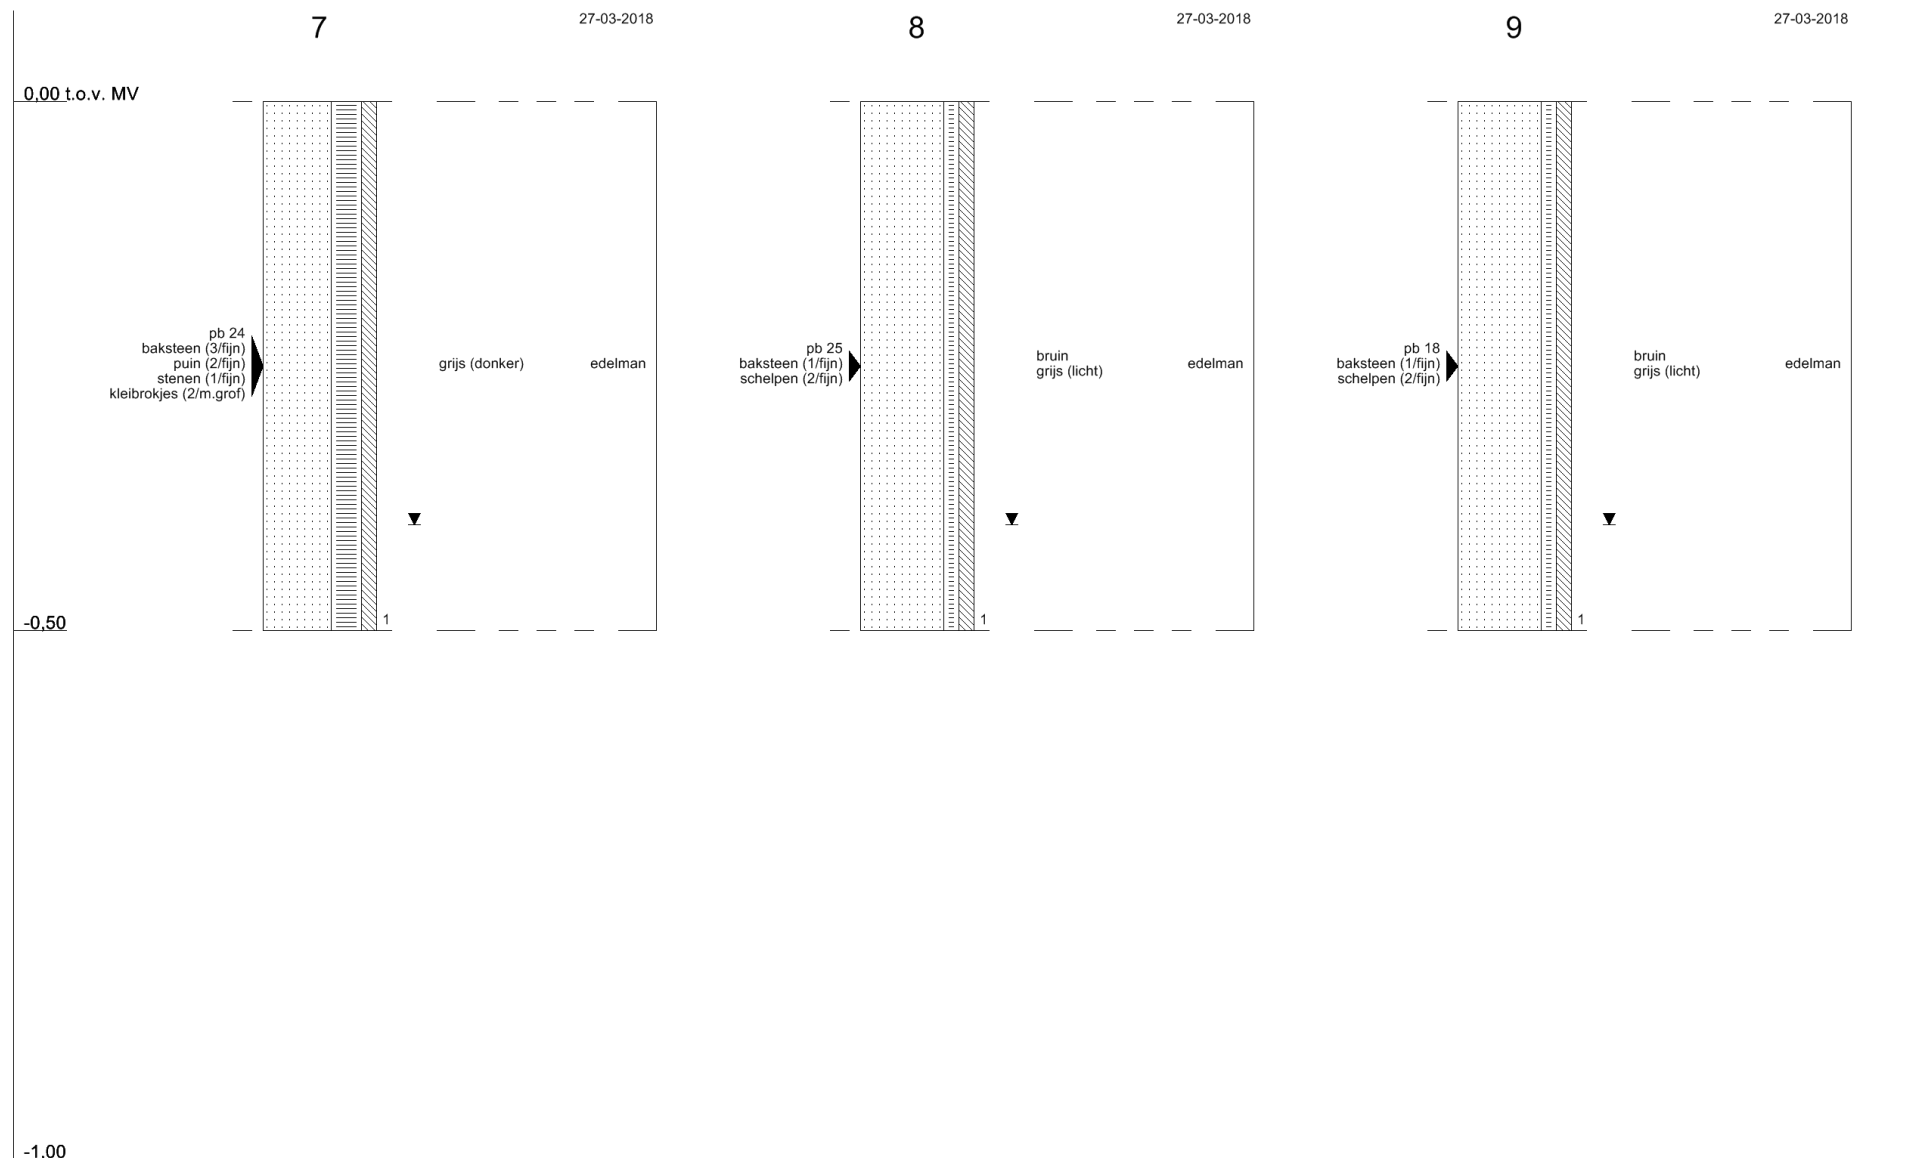 7
27-03-2018
8
27-03-2018
9
27-03-2018
0,00 t.o.v. MV
pb 24
baksteen (3/fijn)
puin (2/fijn)
stenen (1/fijn)
kleibrokjes (2/m.grof)
grijs (donker)
edelman
1
pb 25
baksteen (1/fijn)
schelpen (2/fijn)
bruin
grijs (licht)
edelman
1
pb 18
baksteen (1/fijn)
schelpen (2/fijn)
bruin
grijs (licht)
edelman
1
-0,50
-1,00